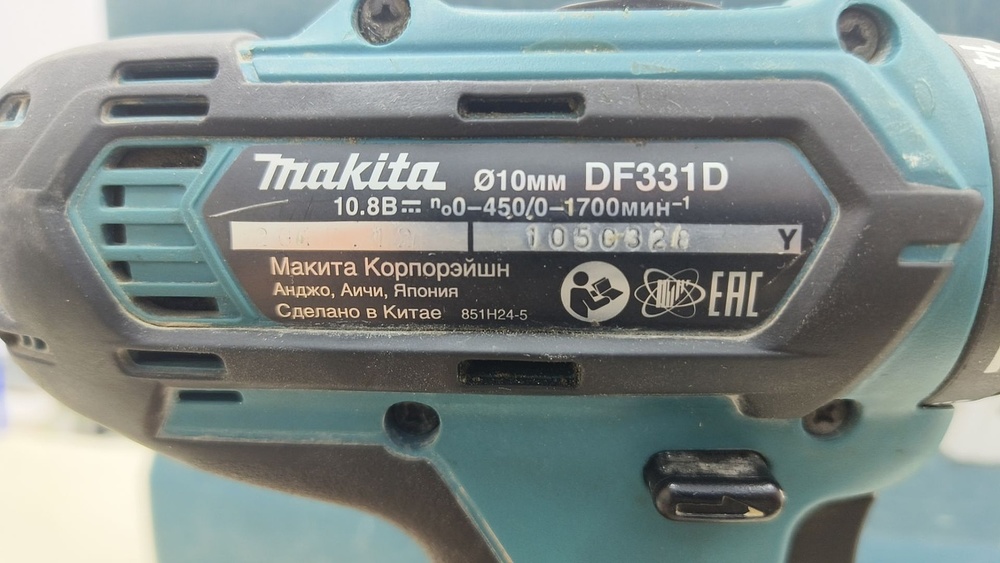 makita Ø10мм DF331D
10.8В⎓ n₀0–450/0–1700мин⁻¹
Y
Макита Корпорэйшн
Анджо, Аичи, Япония
Сделано в Китае 851H24-5
EAC